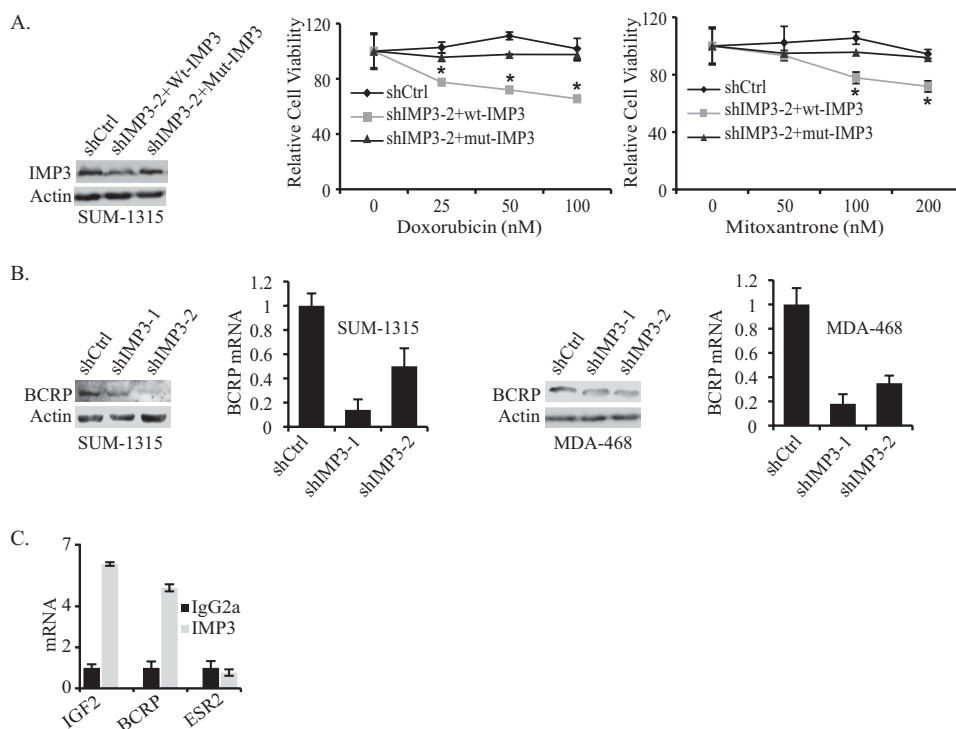 A.
shCtrl
shIMP3-2+Wt-IMP3
shIMP3-2+Mut-IMP3
IMP3
Actin
SUM-1315
Relative Cell Viability
120
80
40
0
*
*
*
shCtrl
shIMP3-2+wt-IMP3
shIMP3-2+mut-IMP3
0 25 50 100
Doxorubicin (nM)
Relative Cell Viability
120
80
40
0
*
*
shCtrl
shIMP3-2+wt-IMP3
shIMP3-2+mut-IMP3
0 50 100 200
Mitoxantrone (nM)
B.
shCtrl
shIMP3-1
shIMP3-2
BCRP
Actin
SUM-1315
BCRP mRNA
1.2
1
0.8
0.6
0.4
0.2
0
SUM-1315
shCtrl
shIMP3-1
shIMP3-2
shCtrl
shIMP3-1
shIMP3-2
BCRP
Actin
MDA-468
BCRP mRNA
1.2
1
0.8
0.6
0.4
0.2
0
MDA-468
shCtrl
shIMP3-1
shIMP3-2
C.
mRNA
7
4
2
0
IgG2a
IMP3
IGF2
BCRP
ESR2